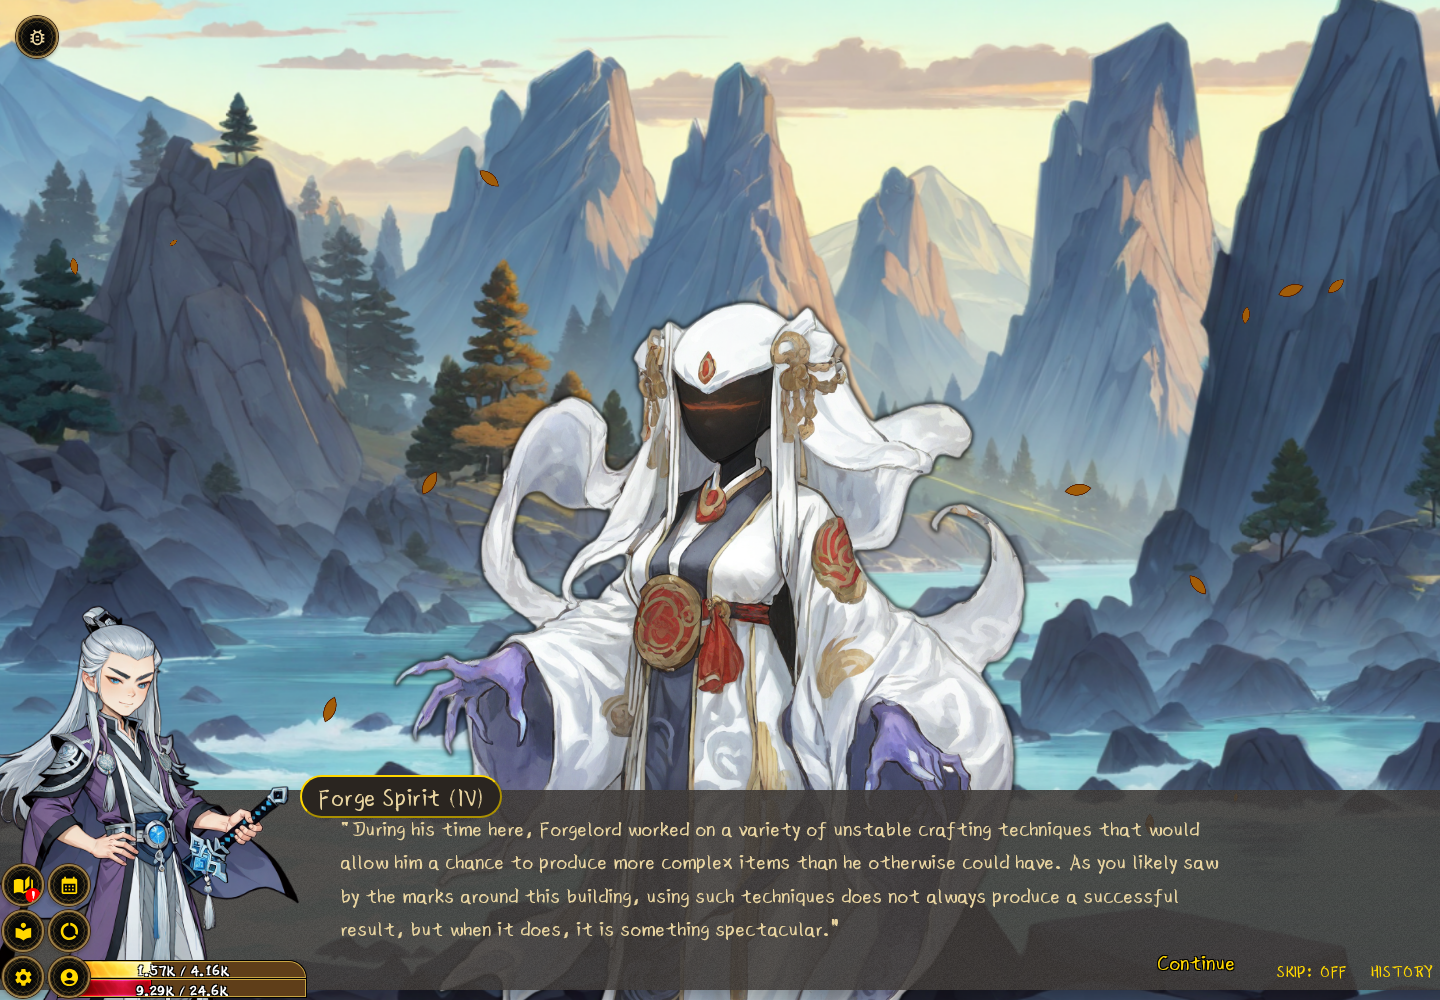 Forge Spirit (IV)
"During his time here, Forgelord worked on a variety of unstable crafting techniques that would
allow him a chance to produce more complex items than he otherwise could have. As you likely saw
by the marks around this building, using such techniques does not always produce a successful
result, but when it does, it is something spectacular."
Continue
SKIP: OFF
HISTORY
1.57k / 4.16k
9.29k / 24.6k